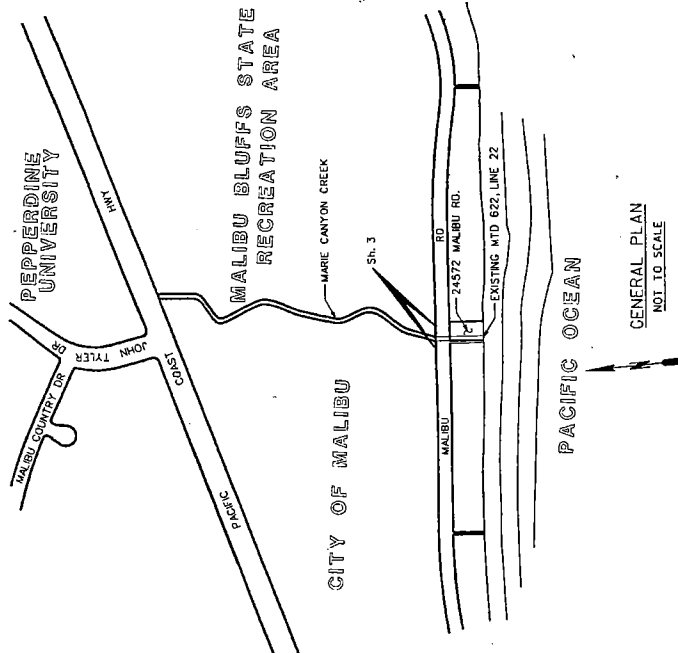 PEPPERDINE
UNIVERSITY
MALIBU COUNTRY DR
JOHN TYLER DR
PACIFIC COAST HWY
MALIBU BLUFFS STATE
RECREATION AREA
MARIE CANYON CREEK
CITY OF MALIBU
Sh. 3
MALIBU RD
24572 MALIBU RD.
EXISTING MTD 622, LINE 22
PACIFIC OCEAN
GENERAL PLAN
NOT TO SCALE